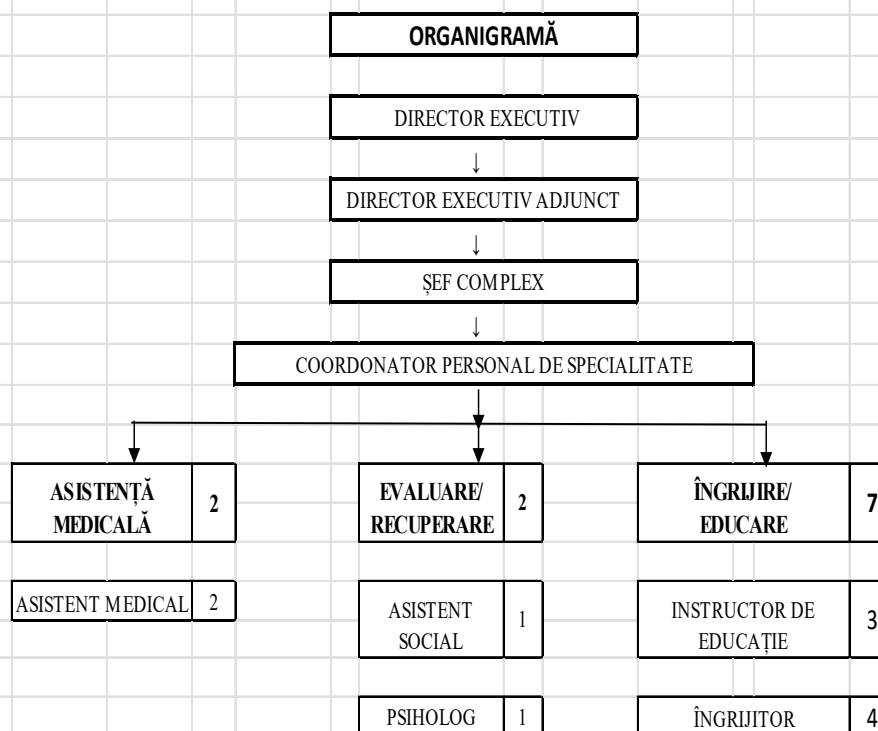 ORGANIGRAMĂ
DIRECTOR EXECUTIV
↓
DIRECTOR EXECUTIV ADJUNCT
↓
ȘEF COMPLEX
↓
COORDONATOR PERSONAL DE SPECIALITATE
ASISTENȚĂ
MEDICALĂ
2
EVALUARE/
RECUPERARE
2
ÎNGRIJIRE/
EDUCARE
7
ASISTENT MEDICAL 2
ASISTENT
SOCIAL
1
INSTRUCTOR DE
EDUCAȚIE
3
PSIHOLOG 1
ÎNGRIJITOR 4